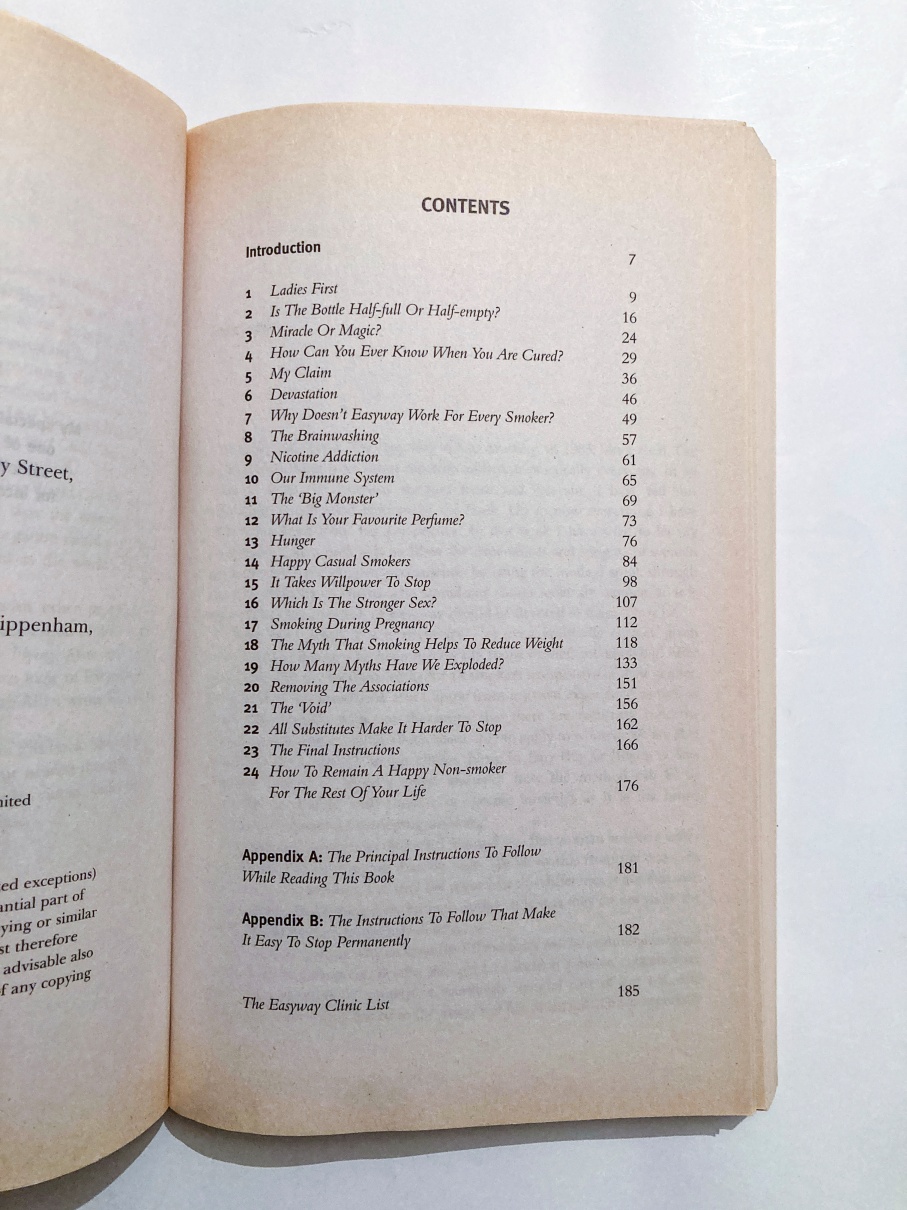 y Street,
ippenham,
ited
ed exceptions)
antial part of
ying or similar
st therefore
advisable also
f any copying
CONTENTS
Introduction 7
1 Ladies First 9
2 Is The Bottle Half-full Or Half-empty? 16
3 Miracle Or Magic? 24
4 How Can You Ever Know When You Are Cured? 29
5 My Claim 36
6 Devastation 46
7 Why Doesn't Easyway Work For Every Smoker? 49
8 The Brainwashing 57
9 Nicotine Addiction 61
10 Our Immune System 65
11 The 'Big Monster' 69
12 What Is Your Favourite Perfume? 73
13 Hunger 76
14 Happy Casual Smokers 84
15 It Takes Willpower To Stop 98
16 Which Is The Stronger Sex? 107
17 Smoking During Pregnancy 112
18 The Myth That Smoking Helps To Reduce Weight 118
19 How Many Myths Have We Exploded? 133
20 Removing The Associations 151
21 The 'Void' 156
22 All Substitutes Make It Harder To Stop 162
23 The Final Instructions 166
24 How To Remain A Happy Non-smoker
For The Rest Of Your Life 176
Appendix A: The Principal Instructions To Follow
While Reading This Book 181
Appendix B: The Instructions To Follow That Make
It Easy To Stop Permanently 182
The Easyway Clinic List 185